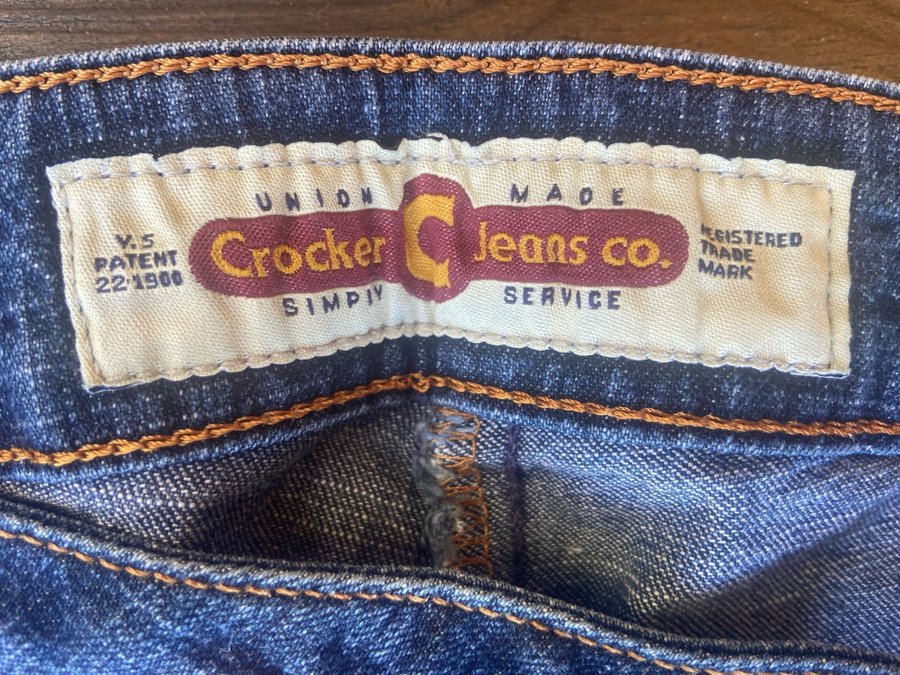 UNION MADE
Crocker C Jeans co.
SIMPLY SERVICE
V.S
PATENT
22·1900
REGISTERED
TRADE
MARK